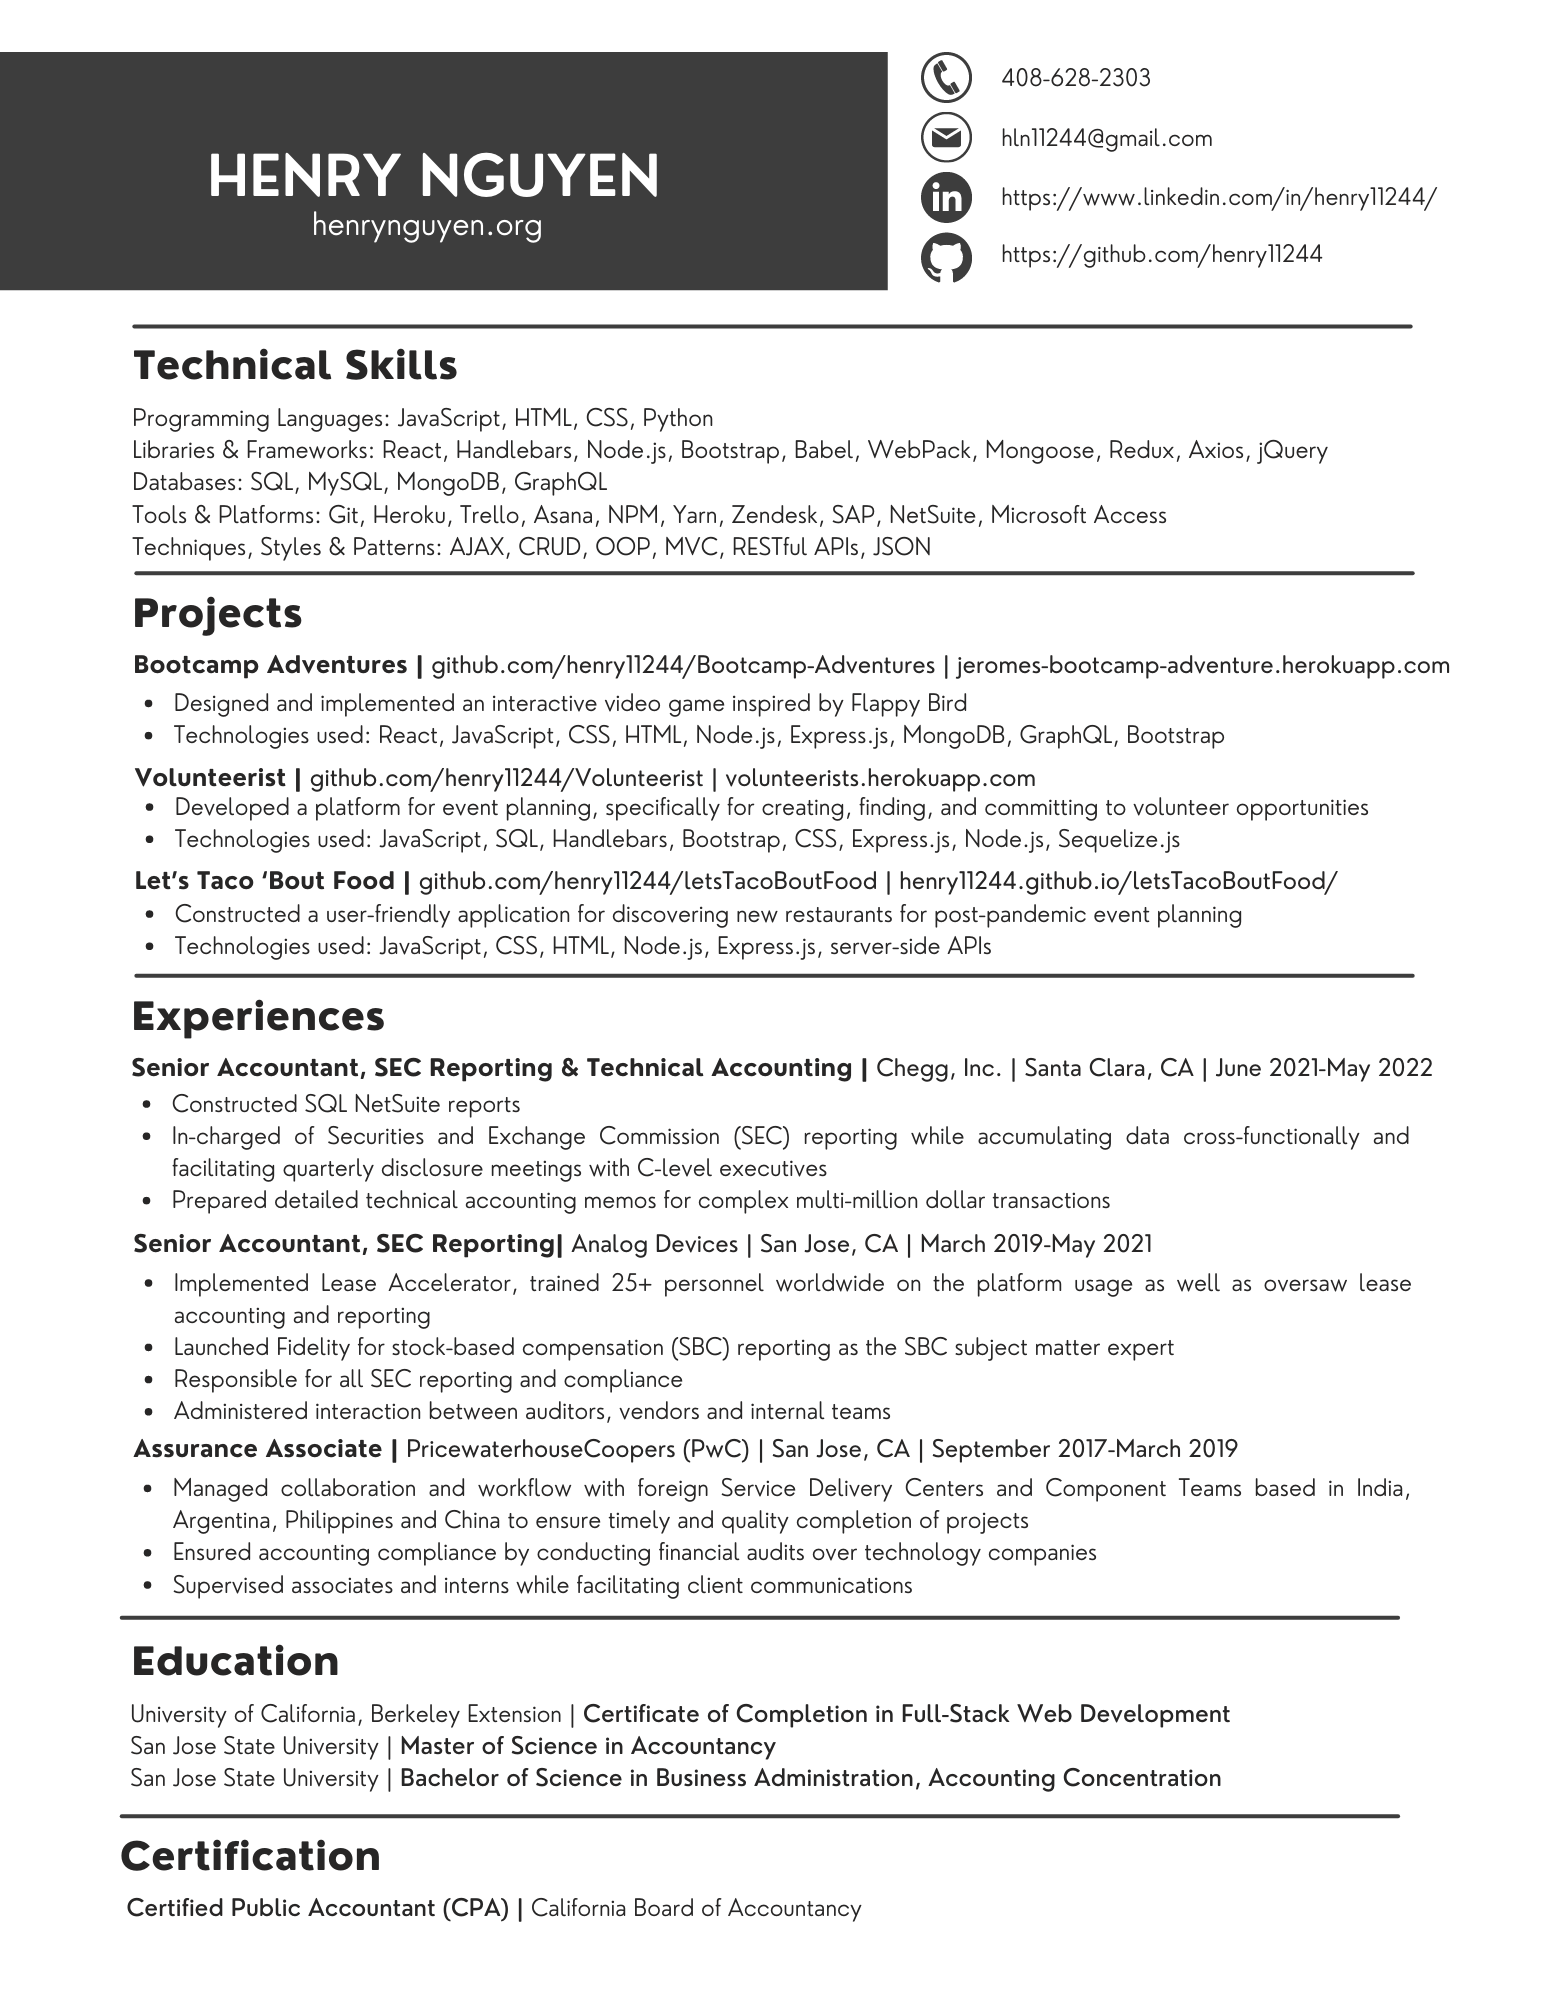 HENRY NGUYEN
henrynguyen.org
408-628-2303
hln11244@gmail.com
https://www.linkedin.com/in/henry11244/
https://github.com/henry11244
Technical Skills
Programming Languages: JavaScript, HTML, CSS, Python
Libraries & Frameworks: React, Handlebars, Node.js, Bootstrap, Babel, WebPack, Mongoose, Redux, Axios, jQuery
Databases: SQL, MySQL, MongoDB, GraphQL
Tools & Platforms: Git, Heroku, Trello, Asana, NPM, Yarn, Zendesk, SAP, NetSuite, Microsoft Access
Techniques, Styles & Patterns: AJAX, CRUD, OOP, MVC, RESTful APIs, JSON
Projects
Bootcamp Adventures | github.com/henry11244/Bootcamp-Adventures | jeromes-bootcamp-adventure.herokuapp.com
• Designed and implemented an interactive video game inspired by Flappy Bird
• Technologies used: React, JavaScript, CSS, HTML, Node.js, Express.js, MongoDB, GraphQL, Bootstrap
Volunteerist | github.com/henry11244/Volunteerist | volunteerists.herokuapp.com
• Developed a platform for event planning, specifically for creating, finding, and committing to volunteer opportunities
• Technologies used: JavaScript, SQL, Handlebars, Bootstrap, CSS, Express.js, Node.js, Sequelize.js
Let's Taco ‘Bout Food | github.com/henry11244/letsTacoBoutFood | henry11244.github.io/letsTacoBoutFood/
• Constructed a user-friendly application for discovering new restaurants for post-pandemic event planning
• Technologies used: JavaScript, CSS, HTML, Node.js, Express.js, server-side APIs
Experiences
Senior Accountant, SEC Reporting & Technical Accounting | Chegg, Inc. | Santa Clara, CA | June 2021-May 2022
• Constructed SQL NetSuite reports
• In-charged of Securities and Exchange Commission (SEC) reporting while accumulating data cross-functionally and
facilitating quarterly disclosure meetings with C-level executives
• Prepared detailed technical accounting memos for complex multi-million dollar transactions
Senior Accountant, SEC Reporting| Analog Devices | San Jose, CA | March 2019-May 2021
• Implemented Lease Accelerator, trained 25+ personnel worldwide on the platform usage as well as oversaw lease
accounting and reporting
• Launched Fidelity for stock-based compensation (SBC) reporting as the SBC subject matter expert
• Responsible for all SEC reporting and compliance
• Administered interaction between auditors, vendors and internal teams
Assurance Associate | PricewaterhouseCoopers (PwC) | San Jose, CA | September 2017-March 2019
• Managed collaboration and workflow with foreign Service Delivery Centers and Component Teams based in India,
Argentina, Philippines and China to ensure timely and quality completion of projects
• Ensured accounting compliance by conducting financial audits over technology companies
• Supervised associates and interns while facilitating client communications
Education
University of California, Berkeley Extension | Certificate of Completion in Full-Stack Web Development
San Jose State University | Master of Science in Accountancy
San Jose State University | Bachelor of Science in Business Administration, Accounting Concentration
Certification
Certified Public Accountant (CPA) | California Board of Accountancy